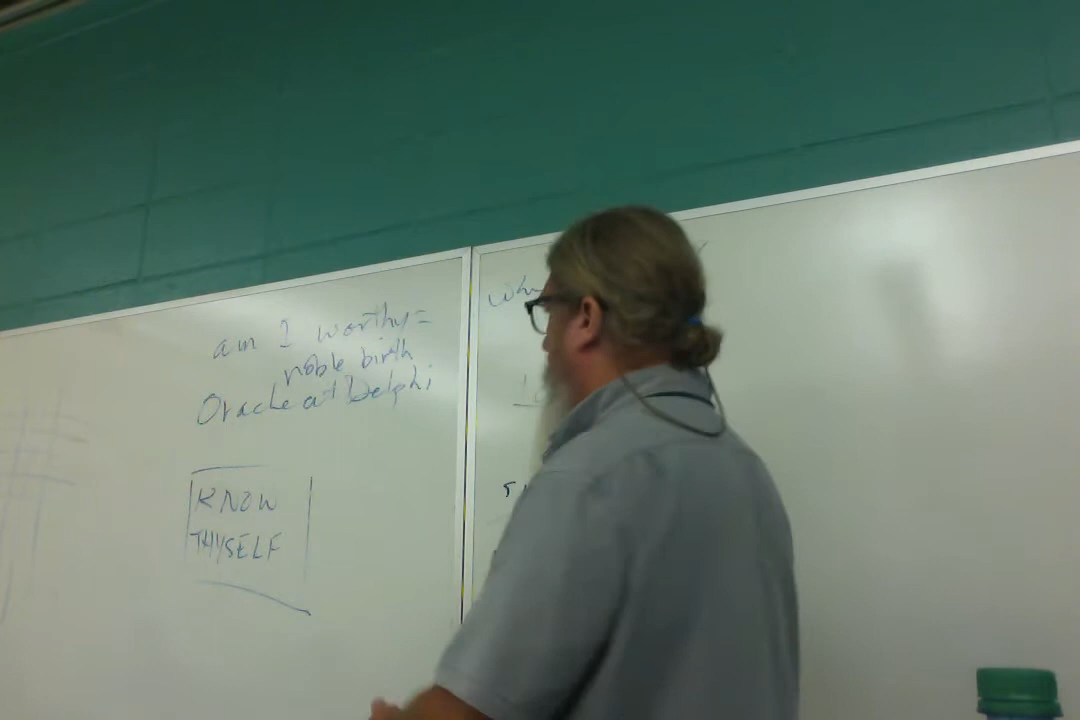 am I worthy =
noble birth
Oracle at Delphi
KNOW
THYSELF